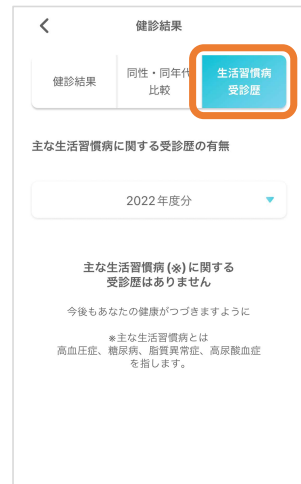 健診結果
健診結果
同性・同年代
比較
生活習慣病
受診歴
主な生活習慣病に関する受診歴の有無
2022年度分
主な生活習慣病(※)に関する
受診歴はありません
今後もあなたの健康がつづきますように
※主な生活習慣病とは
高血圧症、糖尿病、脂質異常症、高尿酸血症
を指します。